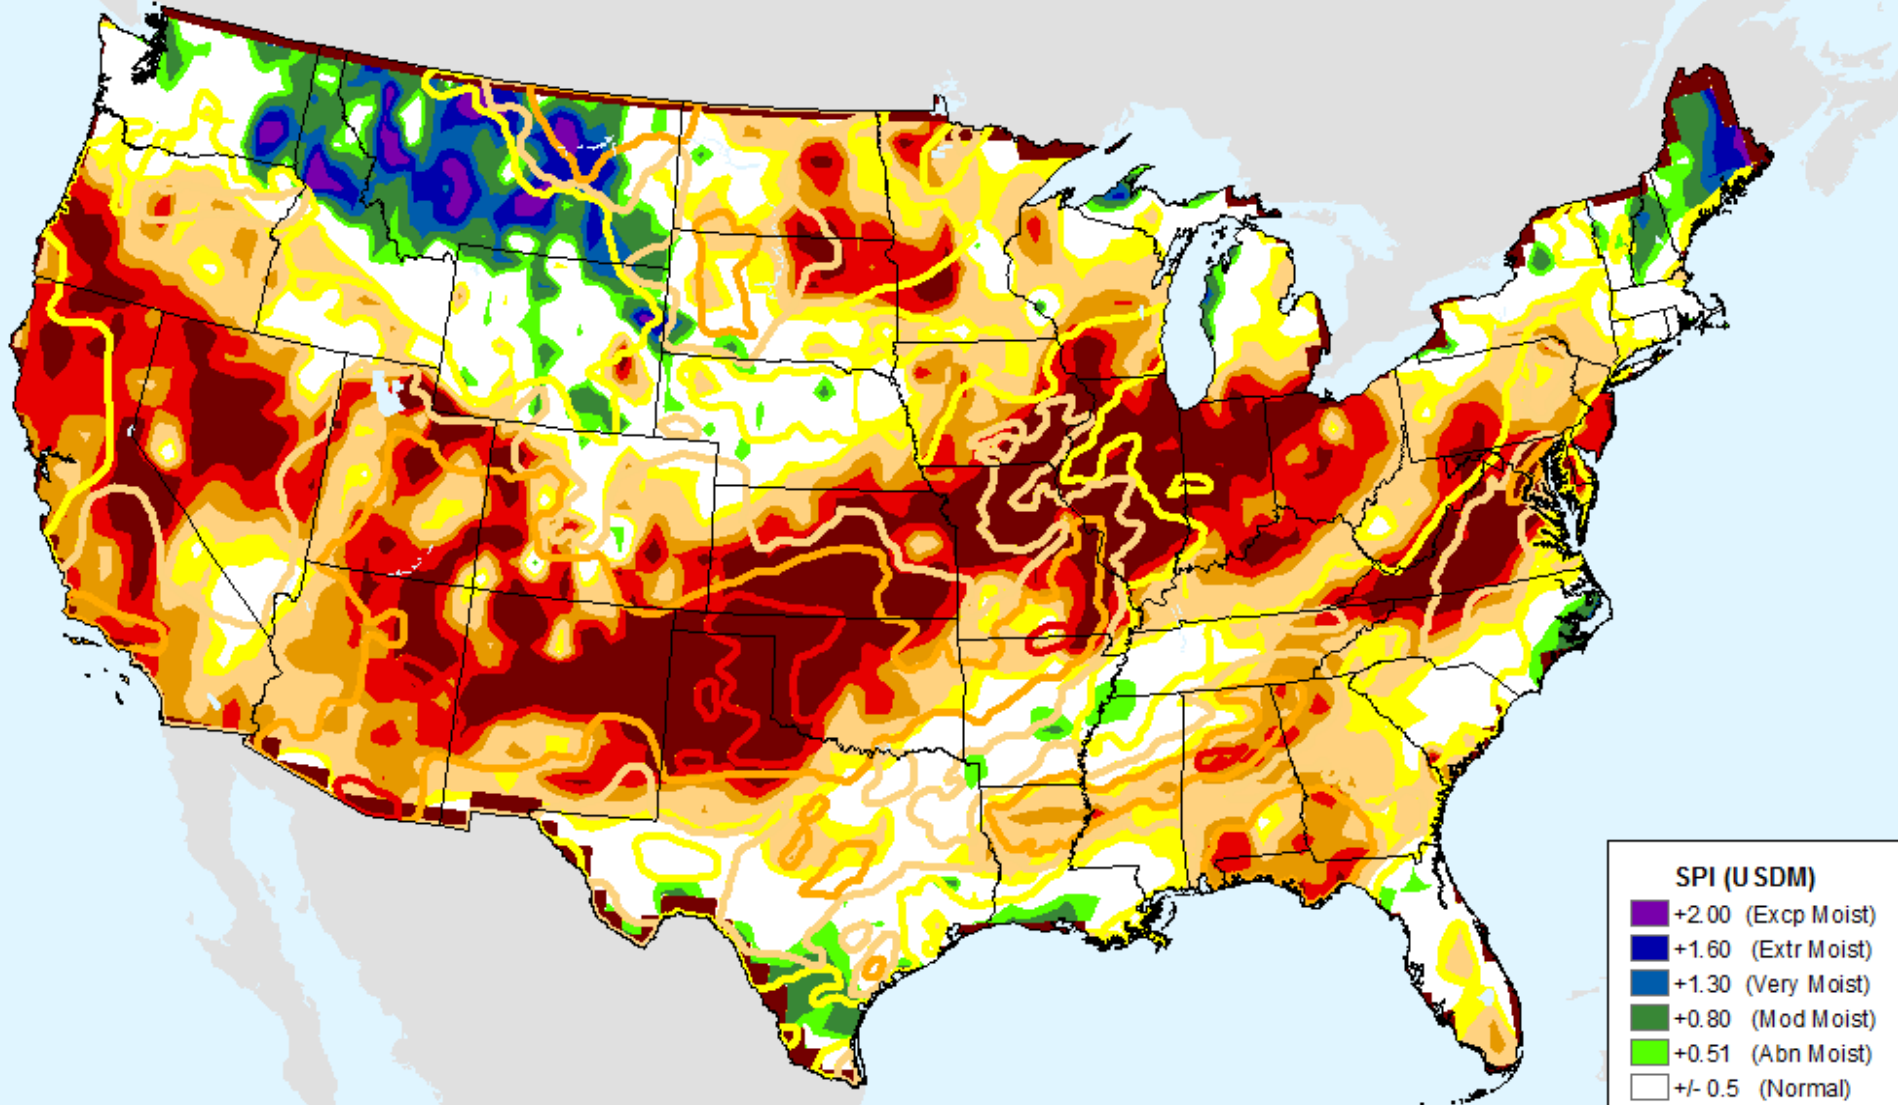 SPI (USDM)
+2.00 (Excp Moist)
+1.60 (Extr Moist)
+1.30 (Very Moist)
+0.80 (Mod Moist)
+0.51 (Abn Moist)
+/- 0.5 (Normal)